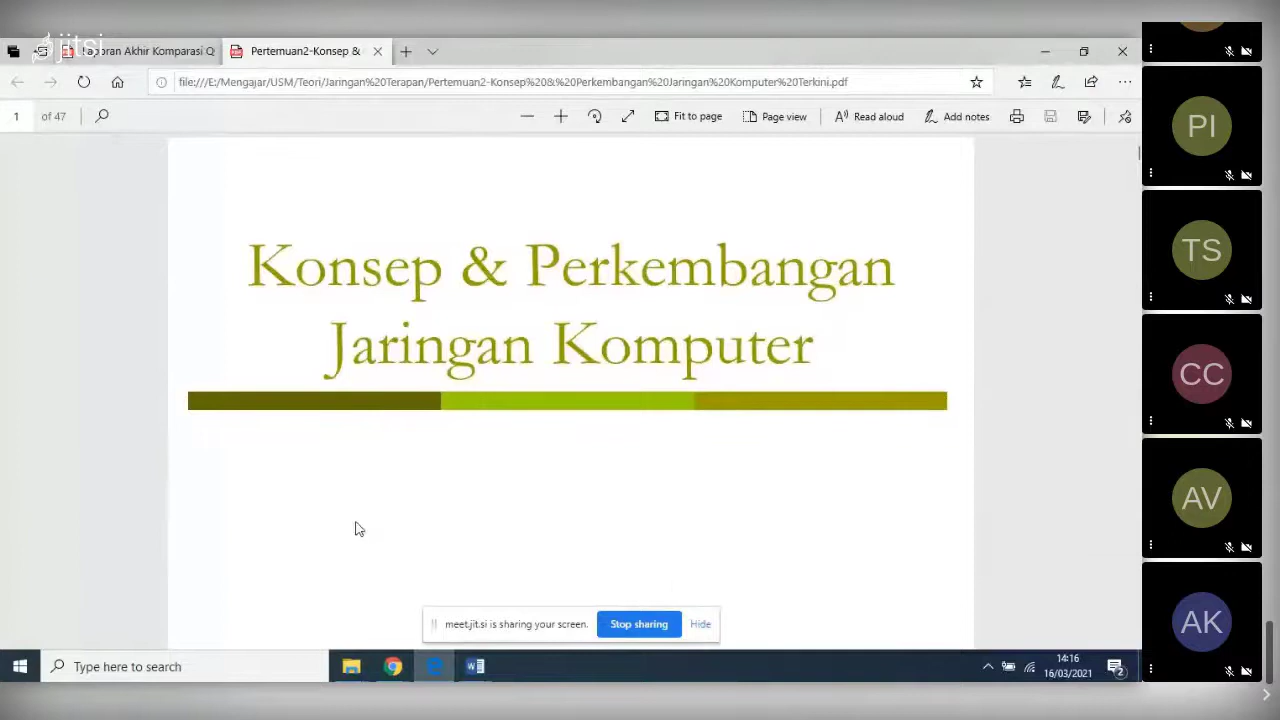 jitsi
aporan Akhir Komparasi Q
Pertemuan2-Konsep &
file:///E:/Mengajar/USM/Teori/Jaringan%20Terapan/Pertemuan2-Konsep%20&%20Perkembangan%20Jaringan%20Komputer%20Terkini.pdf
1 of 47
Fit to page
Page view
Read aloud
Add notes
Konsep & Perkembangan
Jaringan Komputer
PI
TS
CC
AV
AK
meet.jit.si is sharing your screen.
Stop sharing
Hide
Type here to search
14:16
16/03/2021
2